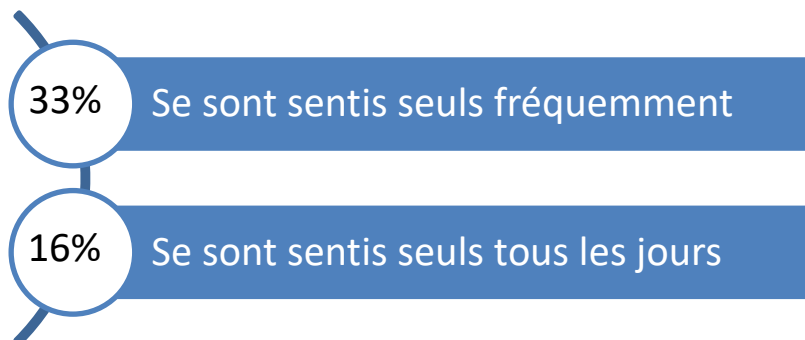 33% Se sont sentis seuls fréquemment
16% Se sont sentis seuls tous les jours